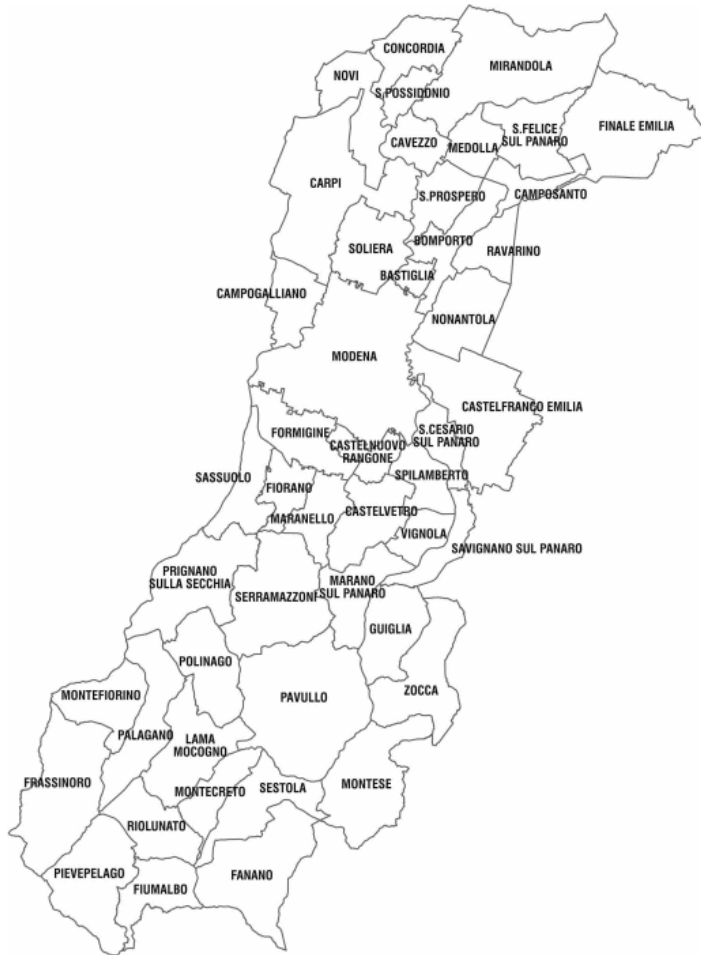 CONCORDIA
MIRANDOLA
NOVI
S.POSSIDONIO
S.FELICE
SUL PANARO
FINALE EMILIA
CAVEZZO
MEDOLLA
CARPI
S.PROSPERO
CAMPOSANTO
SOLIERA
BOMPORTO
RAVARINO
BASTIGLIA
CAMPOGALLIANO
NONANTOLA
MODENA
CASTELFRANCO EMILIA
FORMIGINE
S.CESARIO
SUL PANARO
CASTELNUOVO
RANGONE
SASSUOLO
SPILAMBERTO
FIORANO
MARANELLO
CASTELVETRO
VIGNOLA
SAVIGNANO SUL PANARO
PRIGNANO
SULLA SECCHIA
MARANO
SUL PANARO
SERRAMAZZONI
GUIGLIA
POLINAGO
MONTEFIORINO
PAVULLO
ZOCCA
PALAGANO
LAMA
MOCOGNO
FRASSINORO
MONTECRETO
SESTOLA
MONTESE
RIOLUNATO
PIEVEPELAGO
FIUMALBO
FANANO